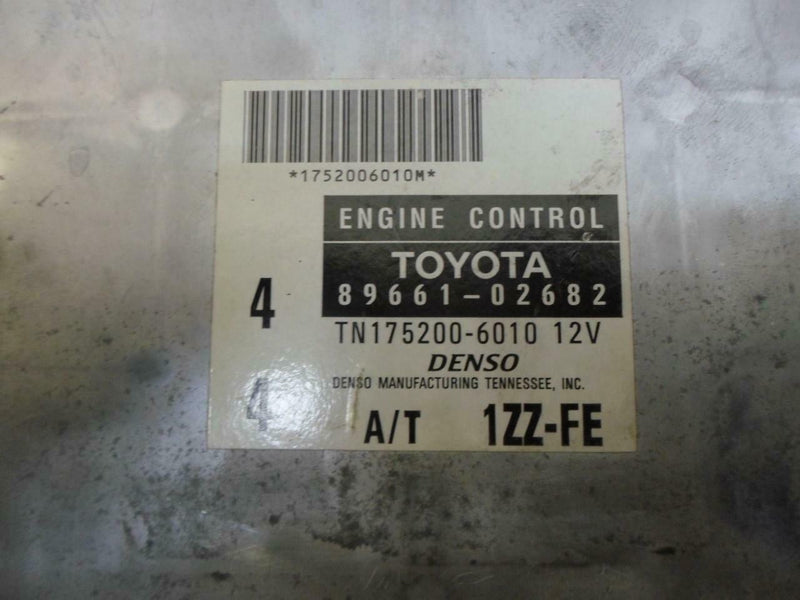 *1752006010M*
ENGINE CONTROL
TOYOTA
89661-02682
4
TN175200-6010 12V
DENSO
DENSO MANUFACTURING TENNESSEE, INC.
4
A/T 1ZZ-FE